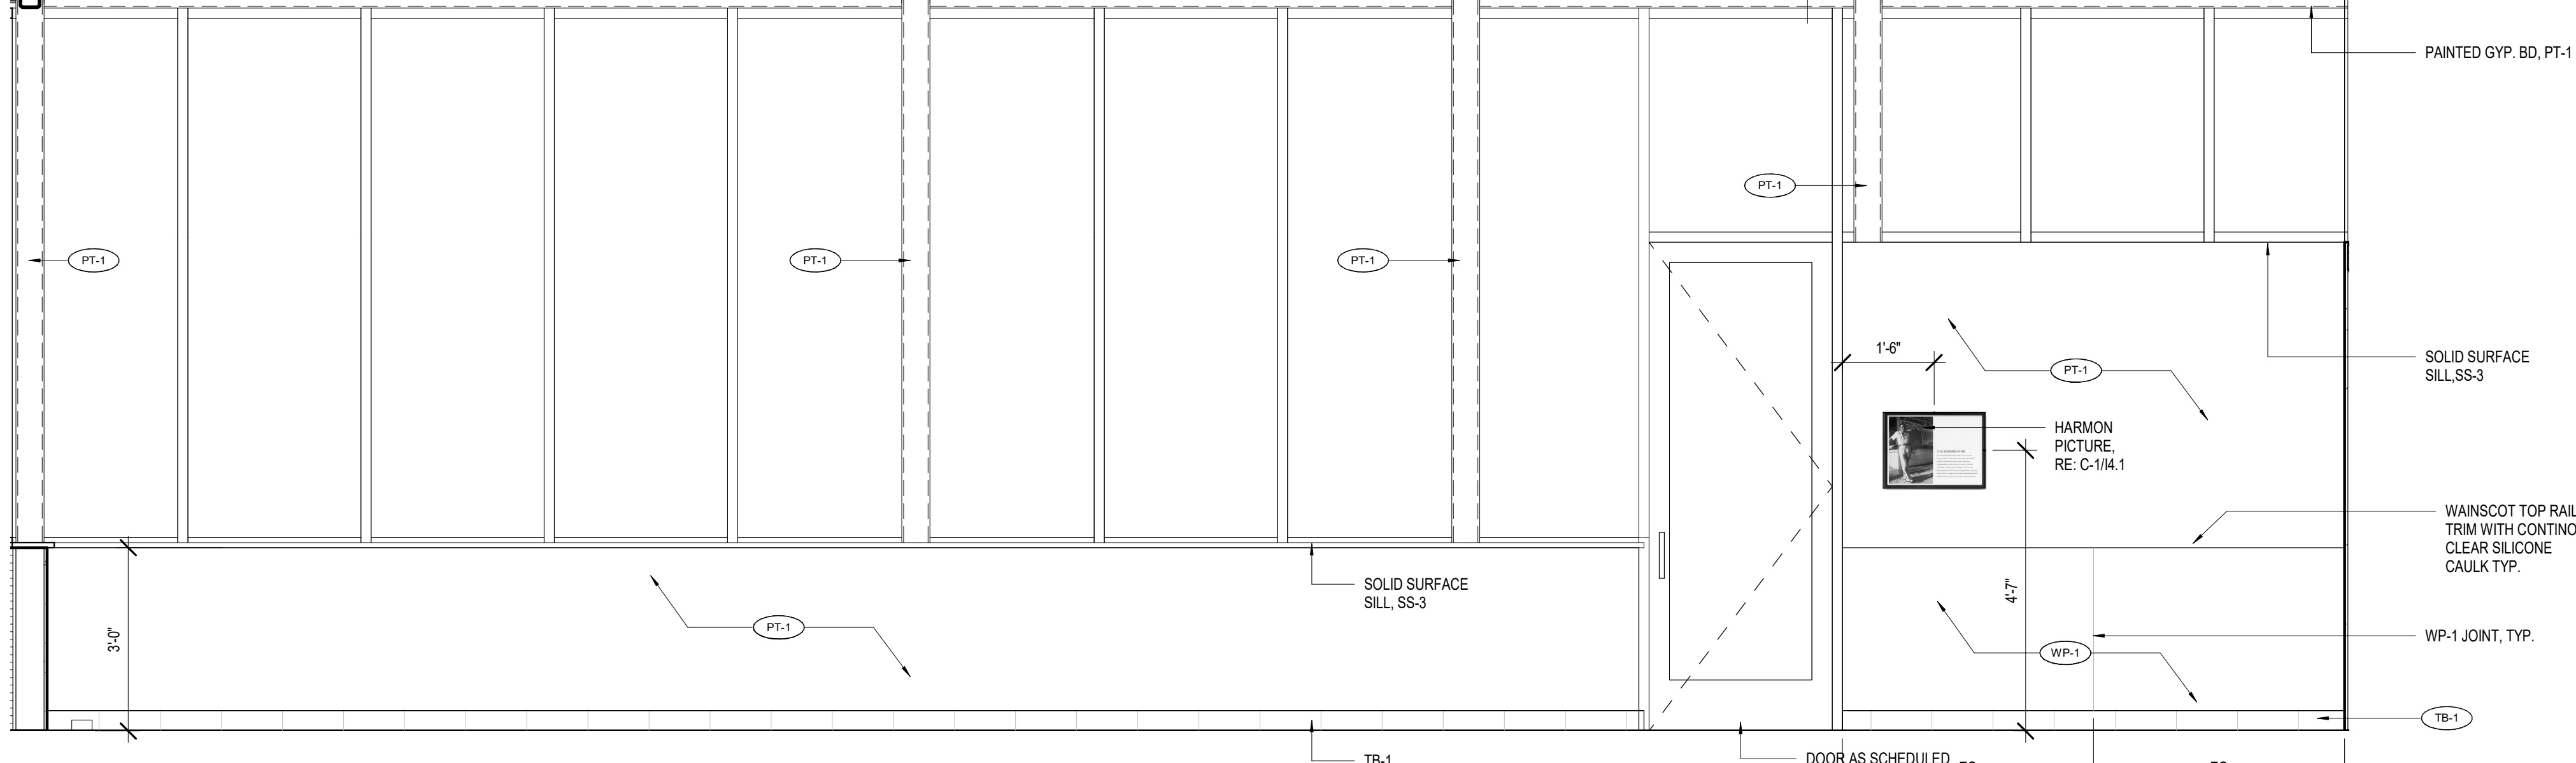 PAINTED GYP. BD, PT-1
PT-1
PT-1
PT-1
PT-1
1'-6"
PT-1
SOLID SURFACE
SILL,SS-3
HARMON
PICTURE,
RE: C-1/I4.1
WAINSCOT TOP RAIL
TRIM WITH CONTINO
CLEAR SILICONE
CAULK TYP.
SOLID SURFACE
SILL, SS-3
4'-7"
3'-0"
PT-1
WP-1 JOINT, TYP.
WP-1
TB-1
TB-1
DOOR AS SCHEDULED